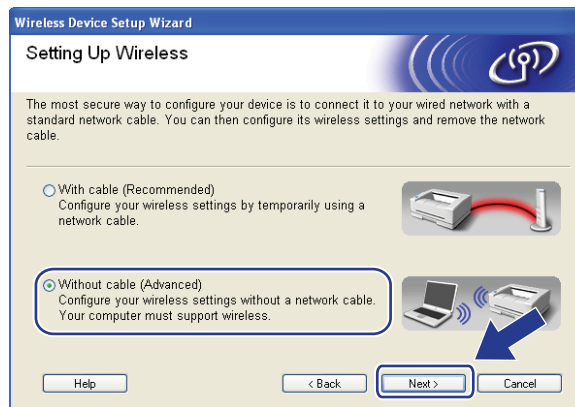 Wireless Device Setup Wizard
Setting Up Wireless
The most secure way to configure your device is to connect it to your wired network with a
standard network cable. You can then configure its wireless settings and remove the network
cable.
With cable (Recommended)
Configure your wireless settings by temporarily using a
network cable.
Without cable (Advanced)
Configure your wireless settings without a network cable.
Your computer must support wireless.
Help
< Back
Next >
Cancel